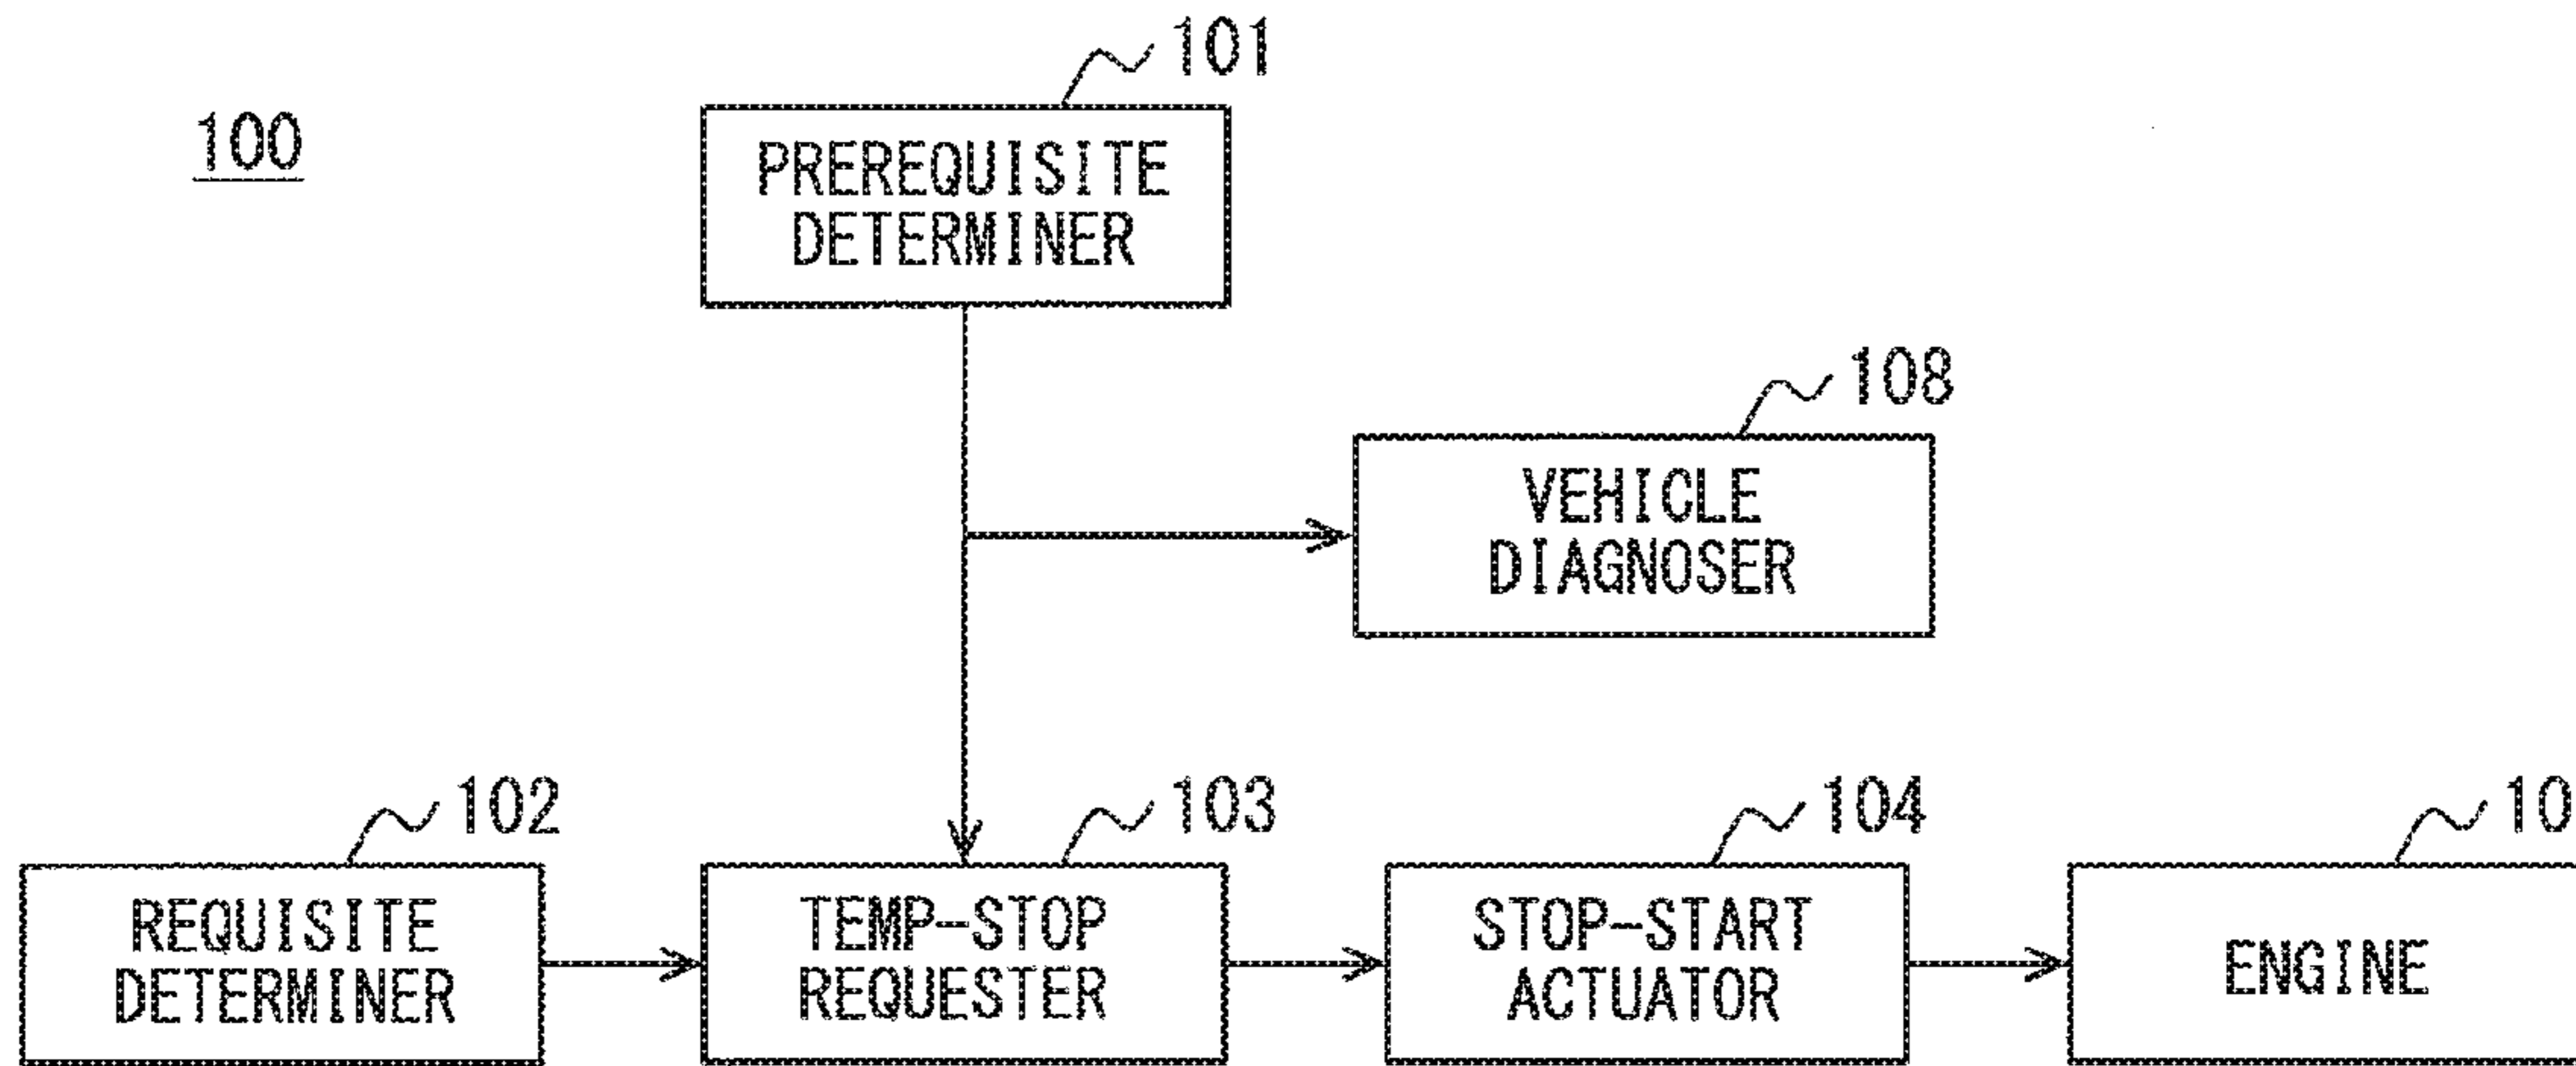 100
101
PREREQUISITE
DETERMINER
108
VEHICLE
DIAGNOSER
102
REQUISITE
DETERMINER
103
TEMP-STOP
REQUESTER
104
STOP-START
ACTUATOR
10
ENGINE